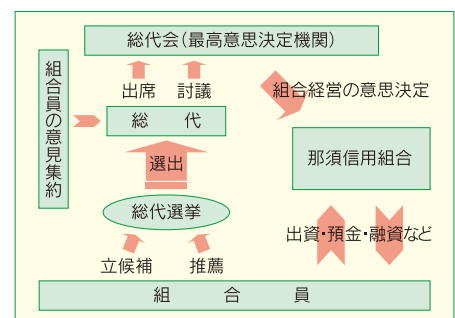 総代会(最高意思決定機関)
組合員の意見集約
出席 討議
組合経営の意思決定
総代
那須信用組合
選出
総代選挙
出資・預金・融資など
立候補 推薦
組合員